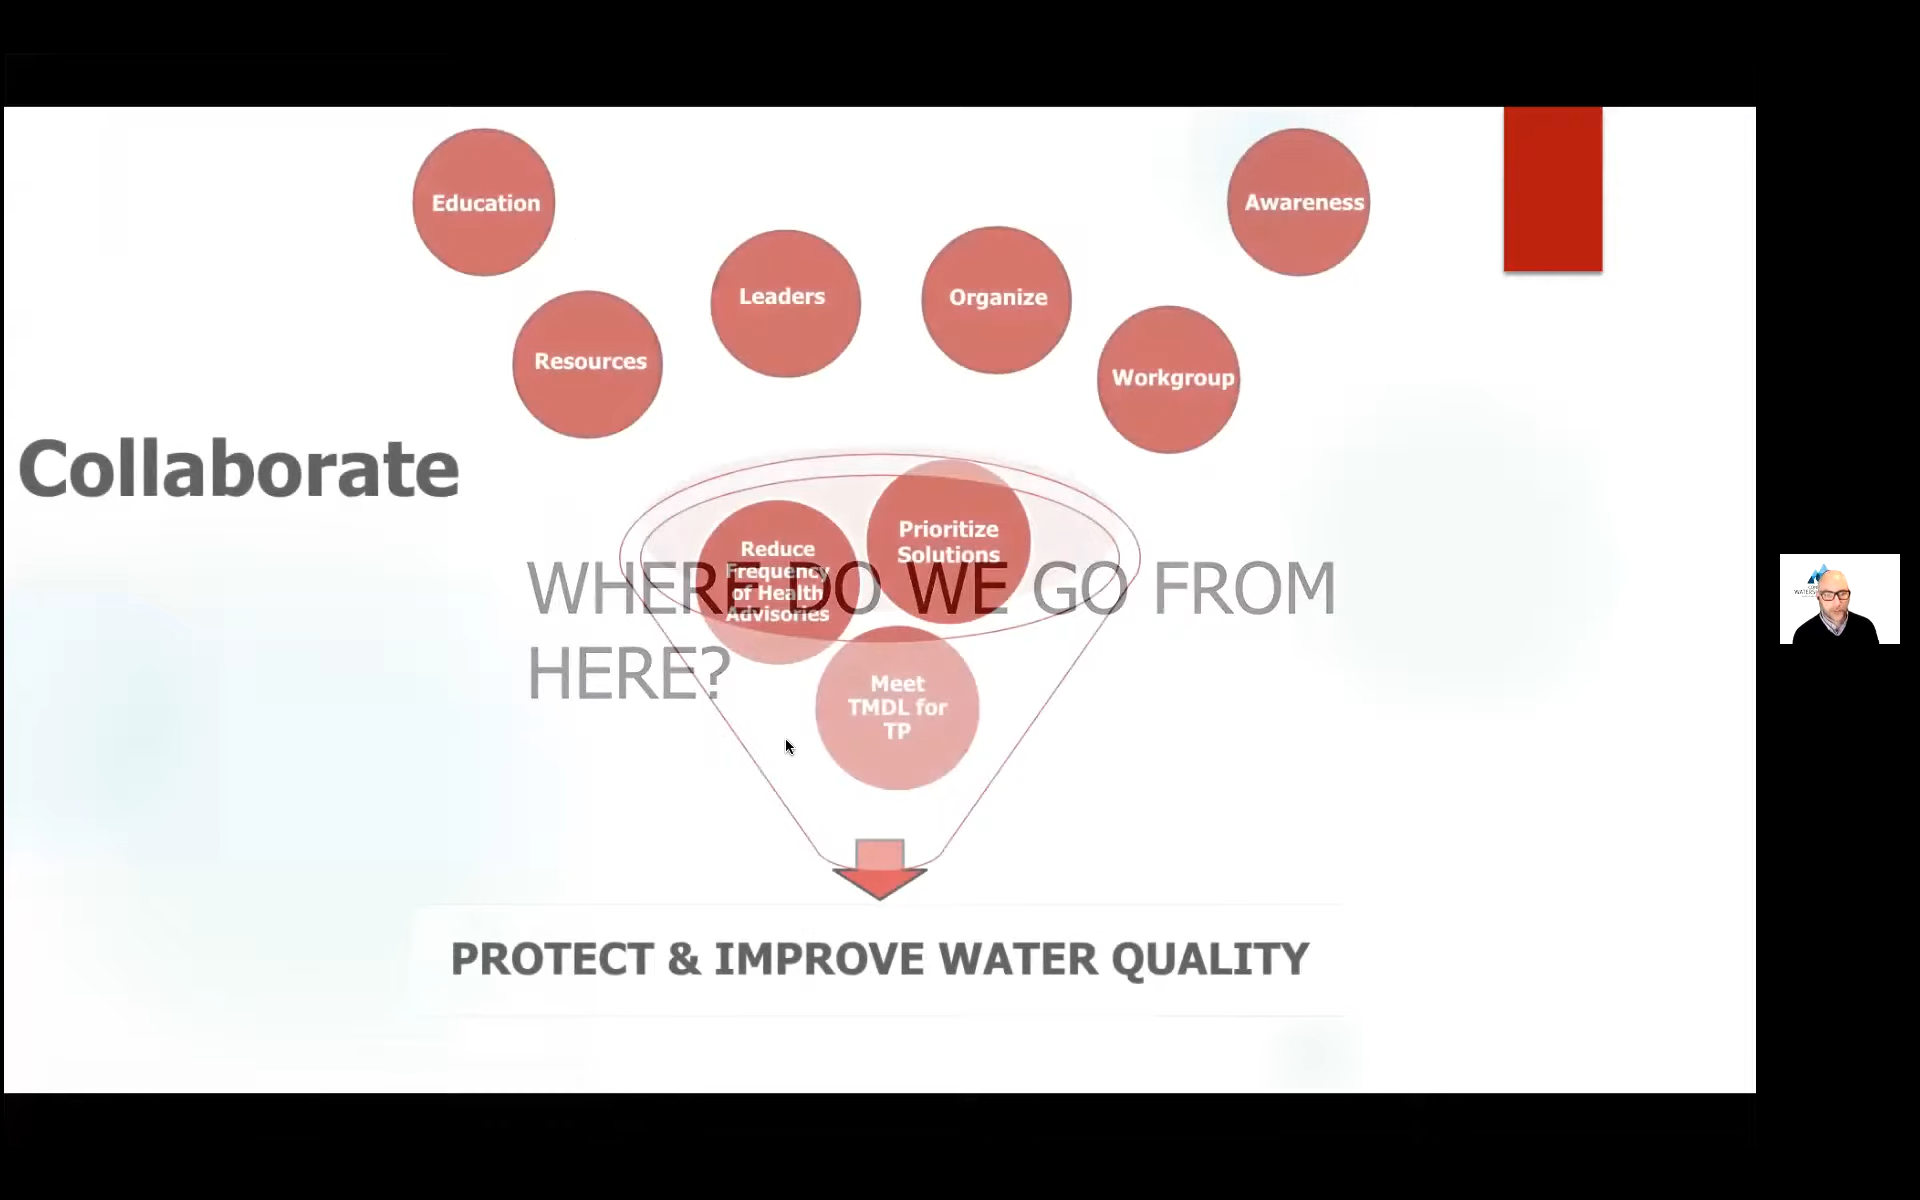 Education
Awareness
Leaders
Organize
Resources
Workgroup
Collaborate
Prioritize
Solutions
Reduce
Frequency
of Health
Advisories
WHERE DO WE GO FROM
HERE?
Meet
TMDL for
TP
PROTECT & IMPROVE WATER QUALITY